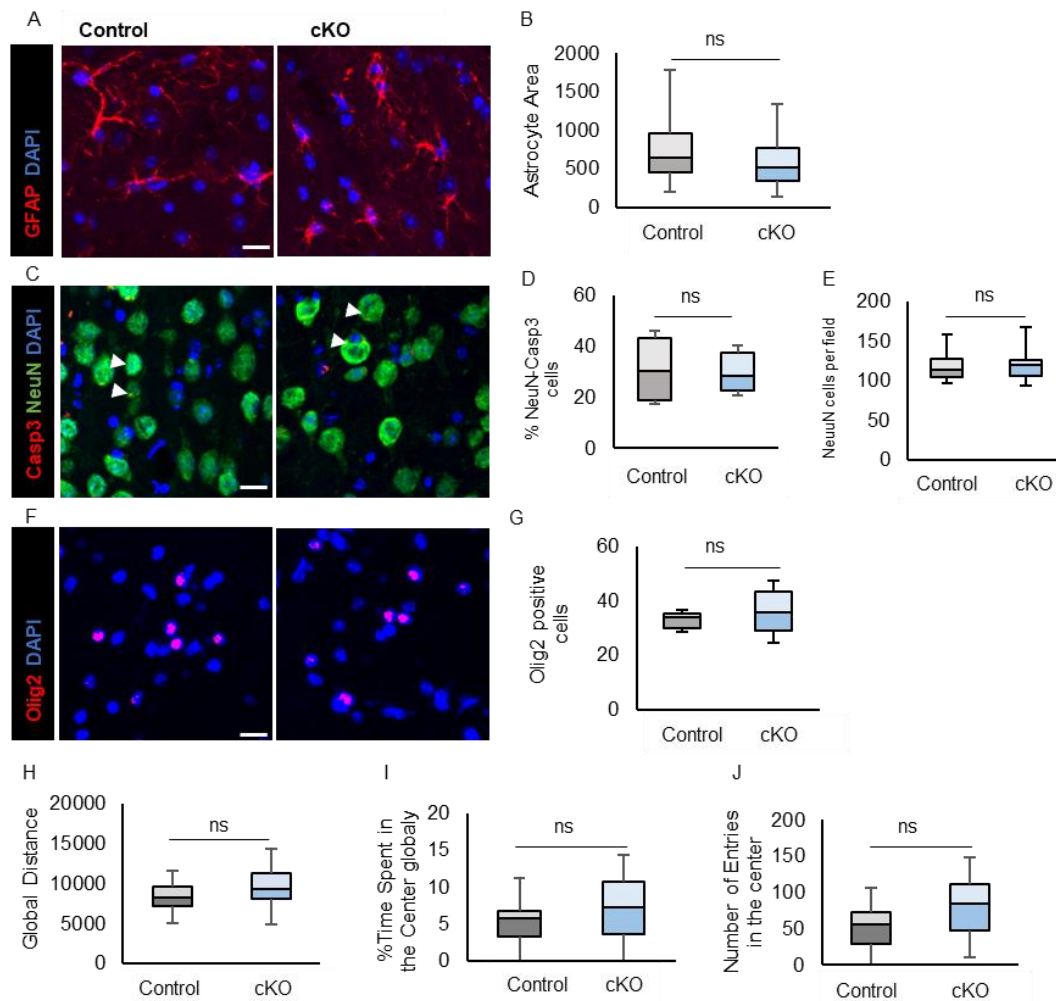 A
Control
cKO
GFAP DAPI
B
ns
Astrocyte Area
2000
1500
1000
500
0
Control
cKO
C
Casp3 NeuN DAPI
D
ns
% NeuN-Casp3
cells
60
40
20
0
Control
cKO
E
ns
NeuuN cells per field
200
150
100
50
0
Control
cKO
F
Olig2 DAPI
G
ns
Olig2 positive
cells
60
40
20
0
Control
cKO
H
ns
Global Distance
20000
15000
10000
5000
0
Control
cKO
I
ns
%Time Spent in
the Center globaly
20
15
10
5
0
Control
cKO
J
ns
Number of Entries
in the center
200
150
100
50
0
Control
cKO